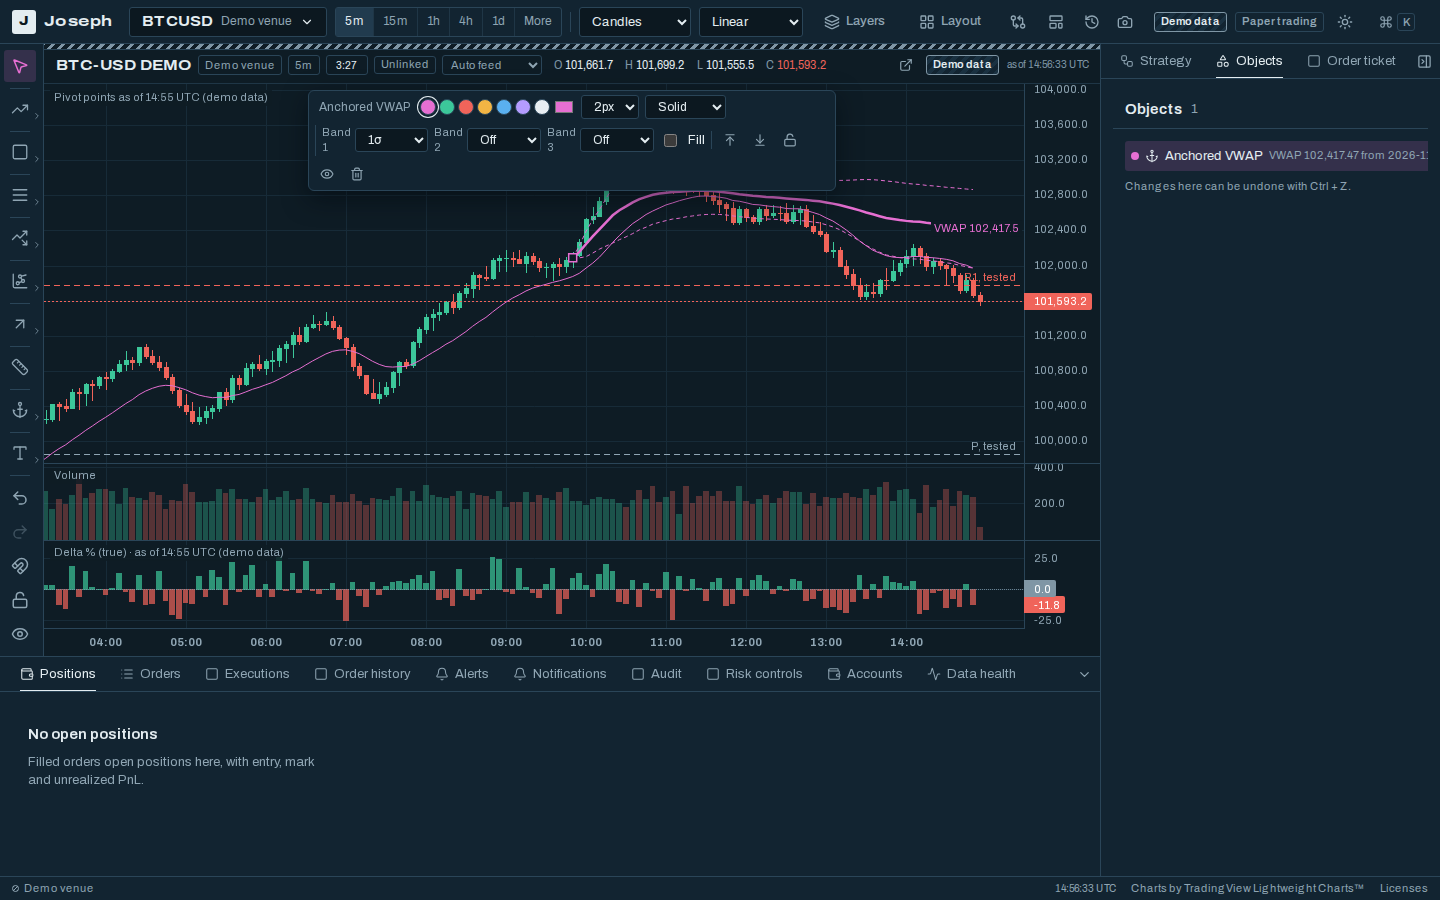 J Joseph BTCUSD Demo venue 5m 15m 1h 4h 1d More Candles Linear Layers Layout Demo data Paper trading ⌘ K
BTC-USD DEMO Demo venue 5m 3:27 Unlinked Auto feed O 101,661.7 H 101,699.2 L 101,555.5 C 101,593.2 Demo data as of 14:56:33 UTC
Strategy Objects Order ticket
Pivot points as of 14:55 UTC (demo data)
Anchored VWAP 2px Solid
Band 1 1σ Band 2 Off Band 3 Off Fill
104,000.0
103,600.0
103,200.0
102,800.0
102,400.0
102,000.0
101,593.2
101,200.0
100,800.0
100,400.0
100,000.0
VWAP 102,417.5
R1, tested
P, tested
Volume
400.0
200.0
Delta % (true) · as of 14:55 UTC (demo data)
25.0
0.0
-11.8
-25.0
04:00 05:00 06:00 07:00 08:00 09:00 10:00 11:00 12:00 13:00 14:00
Objects 1
Anchored VWAP VWAP 102,417.47 from 2026-1
Changes here can be undone with Ctrl + Z.
Positions Orders Executions Order history Alerts Notifications Audit Risk controls Accounts Data health
No open positions
Filled orders open positions here, with entry, mark
and unrealized PnL.
Demo venue 14:56:33 UTC Charts by TradingView Lightweight Charts™ Licenses